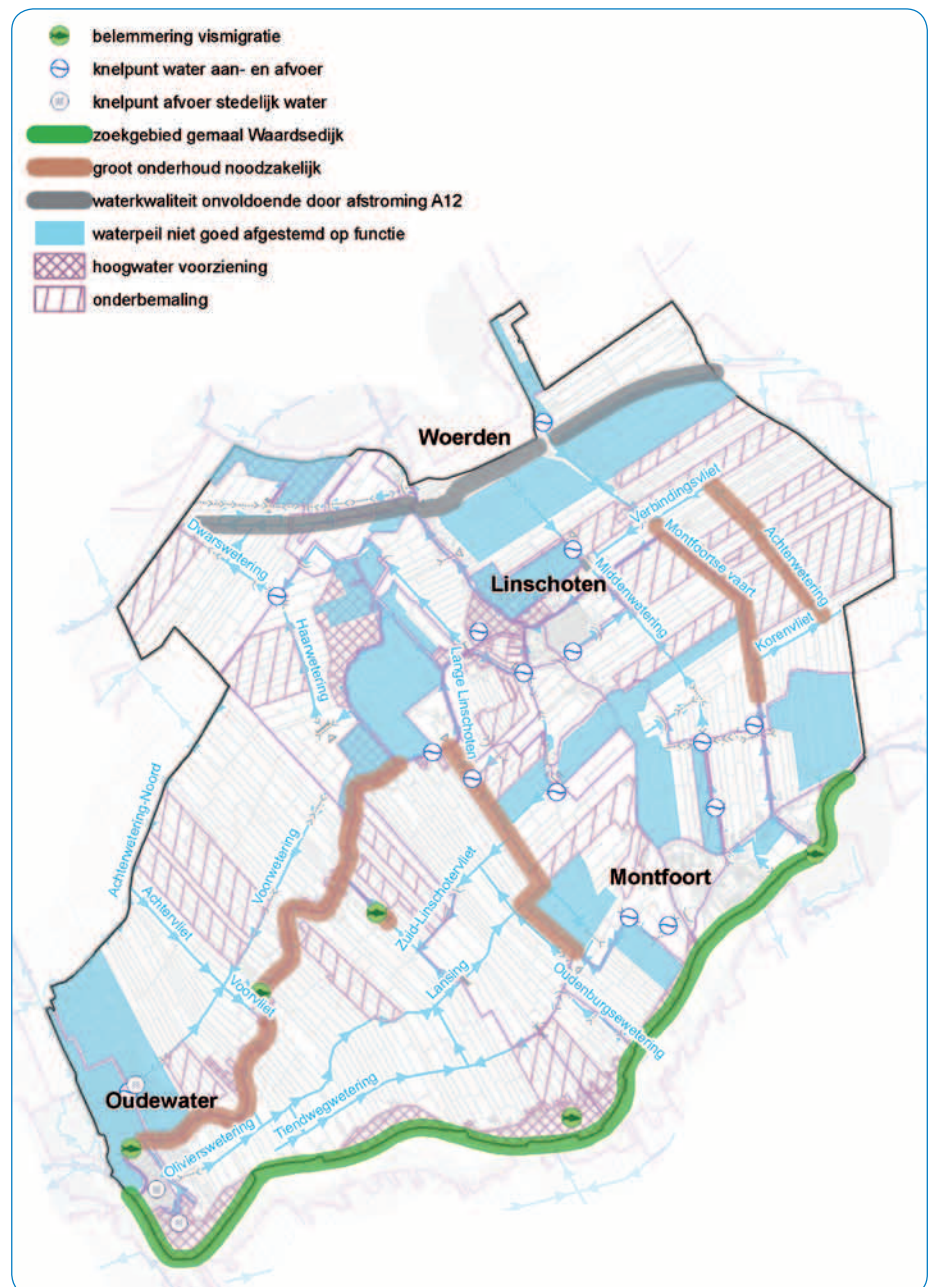 belemmering vismigratie
knelpunt water aan- en afvoer
knelpunt afvoer stedelijk water
zoekgebied gemaal Waardsedijk
groot onderhoud noodzakelijk
waterkwaliteit onvoldoende door afstroming A12
waterpeil niet goed afgestemd op functie
hoogwater voorziening
onderbemaling
Woerden
Verbindingsvliet
Dwarswetering
Montfoortse vaart
Achterwetering
Linschoten
Middenwetering
Haarwetering
Korenvliet
Lange Linschoten
Achterwetering-Noord
Voorwetering
Montfoort
Achtervliet
Zuid-Linschotervliet
Lansing
Voorvliet
Oudenburgsewetering
Oudewater
Tiendwegwetering
Olivierswetering